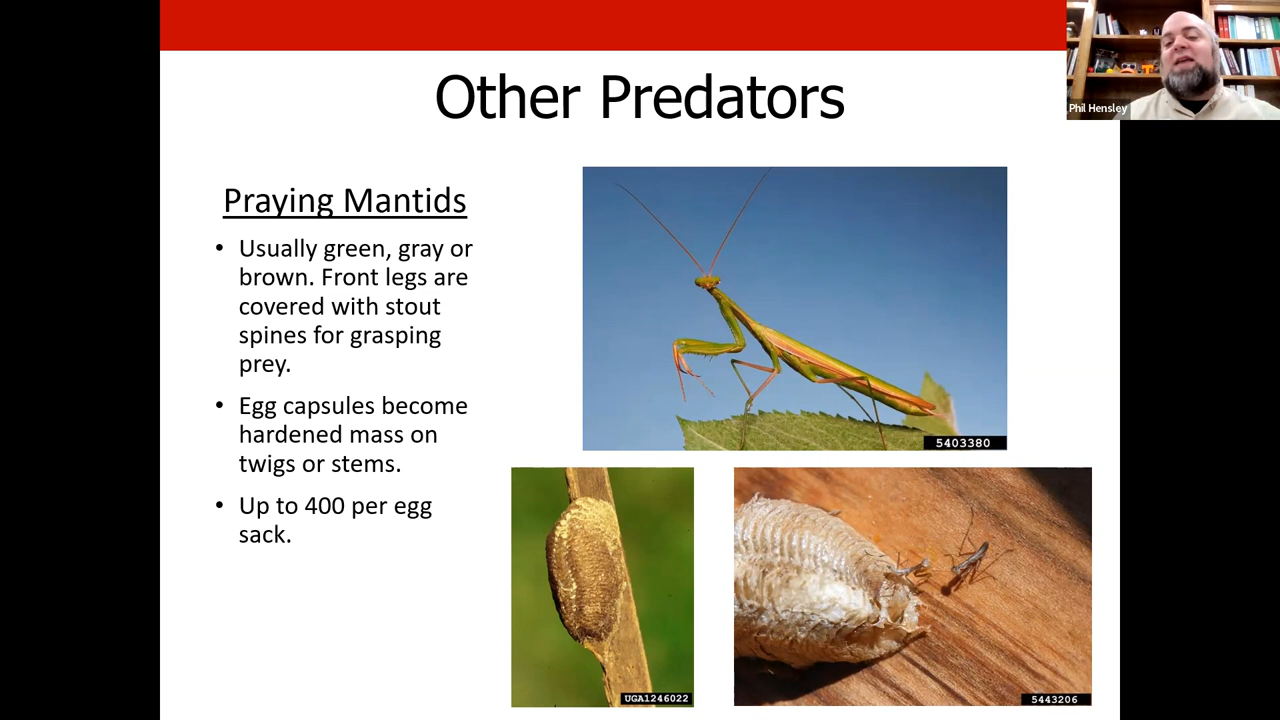 Other Predators
Phil Hensley
Praying Mantids
• Usually green, gray or
brown. Front legs are
covered with stout
spines for grasping
prey.
• Egg capsules become
hardened mass on
twigs or stems.
• Up to 400 per egg
sack.
5403380
UGA1246022
5443206